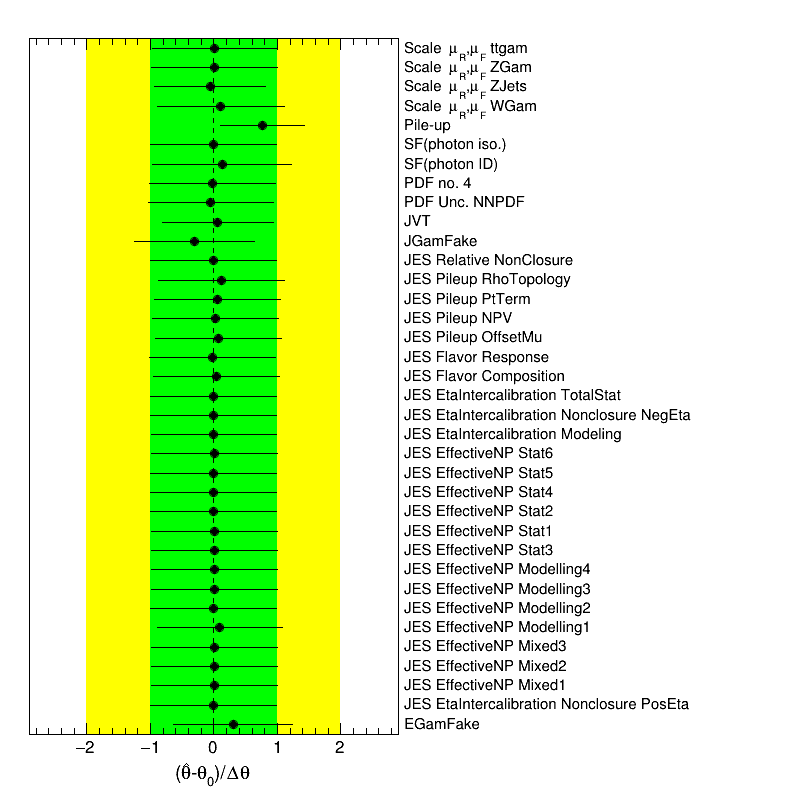 Scale μR,μF ttgam
Scale μR,μF ZGam
Scale μR,μF ZJets
Scale μR,μF WGam
Pile-up
SF(photon iso.)
SF(photon ID)
PDF no. 4
PDF Unc. NNPDF
JVT
JGamFake
JES Relative NonClosure
JES Pileup RhoTopology
JES Pileup PtTerm
JES Pileup NPV
JES Pileup OffsetMu
JES Flavor Response
JES Flavor Composition
JES EtaIntercalibration TotalStat
JES EtaIntercalibration Nonclosure NegEta
JES EtaIntercalibration Modeling
JES EffectiveNP Stat6
JES EffectiveNP Stat5
JES EffectiveNP Stat4
JES EffectiveNP Stat2
JES EffectiveNP Stat1
JES EffectiveNP Stat3
JES EffectiveNP Modelling4
JES EffectiveNP Modelling3
JES EffectiveNP Modelling2
JES EffectiveNP Modelling1
JES EffectiveNP Mixed3
JES EffectiveNP Mixed2
JES EffectiveNP Mixed1
JES EtaIntercalibration Nonclosure PosEta
EGamFake
−2 −1 0 1 2
(θ̂-θ0)/Δθ